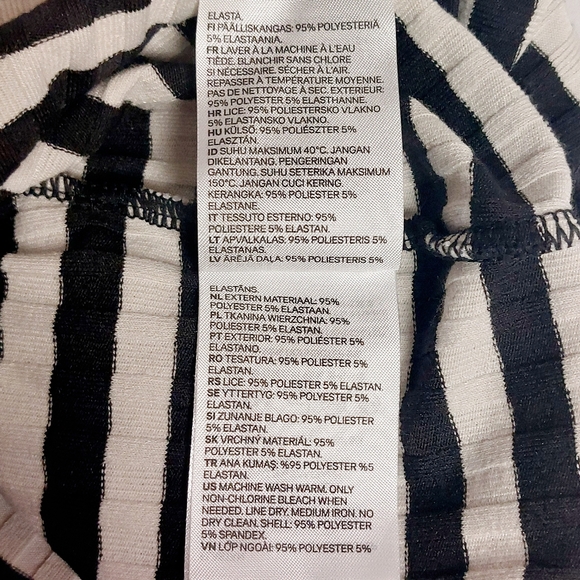 ELASTĀ,
FI PÄÄLLISKANGAS: 95% POLYESTERIÄ
5% ELASTAANIA.
FR LAVER À LA MACHINE À L'EAU
TIÈDE. BLANCHIR SANS CHLORE
SI NÉCESSAIRE. SÉCHER À L'AIR.
REPASSER À TEMPÉRATURE MOYENNE.
PAS DE NETTOYAGE À SEC. EXTERIEUR:
95% POLYESTER 5% ELASTHANNE.
HR LICE: 95% POLIESTERSKO VLAKNO
5% ELASTANSKO VLAKNO.
HU KÜLSŐ: 95% POLIÉSZTER 5%
ELASZTÁN.
ID SUHU MAKSIMUM 40°C. JANGAN
DIKELANTANG. PENGERINGAN
GANTUNG. SUHU SETERIKA MAKSIMUM
150°C. JANGAN CUCI KERING.
KERANGKA: 95% POLYESTER 5%
ELASTANE.
IT TESSUTO ESTERNO: 95%
POLIESTERE 5% ELASTAN.
LT APVALKALAS: 95% POLIESTERIS 5%
ELASTANAS.
LV ĀRĒJĀ DAĻA: 95% POLIESTERIS 5%
ELASTĀNS.
NL EXTERN MATERIAAL: 95%
POLYESTER 5% ELASTAAN.
PL TKANINA WIERZCHNIA: 95%
POLIESTER 5% ELASTAN.
PT EXTERIOR: 95% POLIÉSTER 5%
ELASTANO.
RO TESATURA: 95% POLIESTER 5%
ELASTAN.
RS LICE: 95% POLIESTER 5% ELASTAN.
SE YTTERTYG: 95% POLYESTER 5%
ELASTAN.
SI ZUNANJE BLAGO: 95% POLIESTER 5%
ELASTAN.
SK VRCHNÝ MATERIÁL: 95%
POLYESTER 5% ELASTAN.
TR ANA KUMAŞ: %95 POLYESTER %5
ELASTAN.
US MACHINE WASH WARM. ONLY
NON-CHLORINE BLEACH WHEN
NEEDED. LINE DRY. MEDIUM IRON. NO
DRY CLEAN. SHELL: 95% POLYESTER
5% SPANDEX.
VN LỚP NGOÀI: 95% POLYESTER 5%